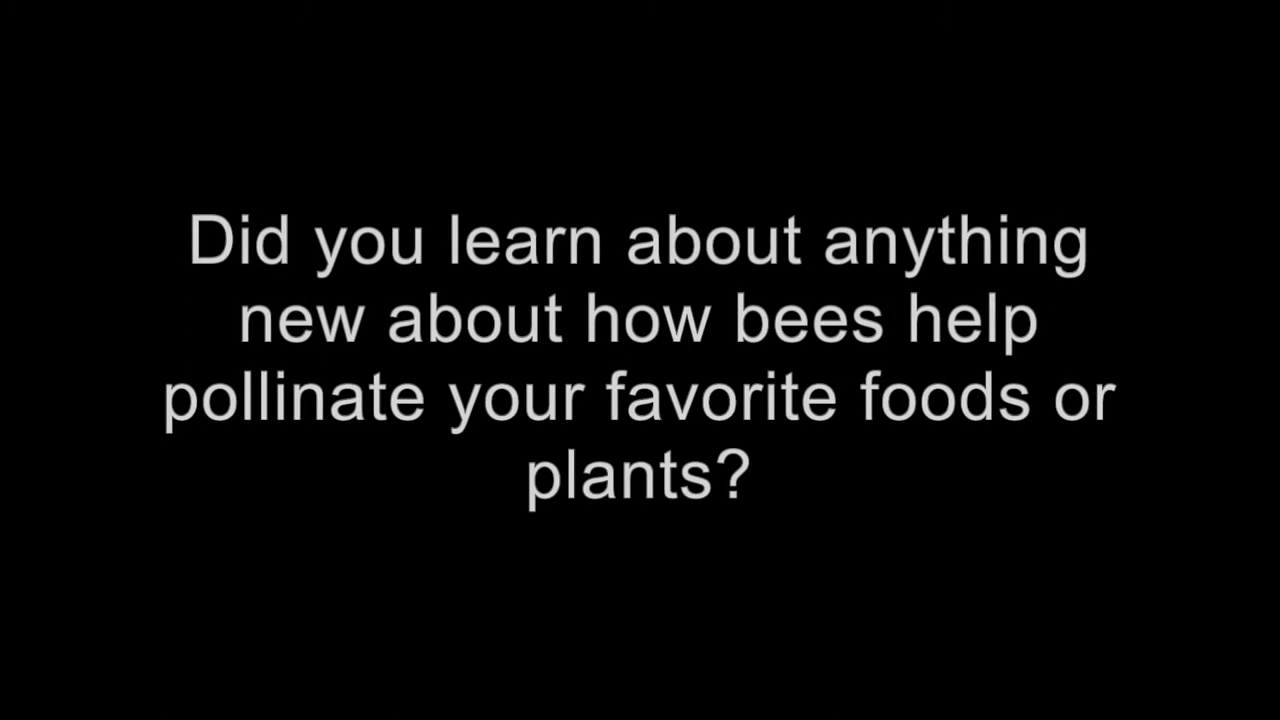 Did you learn about anything
new about how bees help
pollinate your favorite foods or
plants?